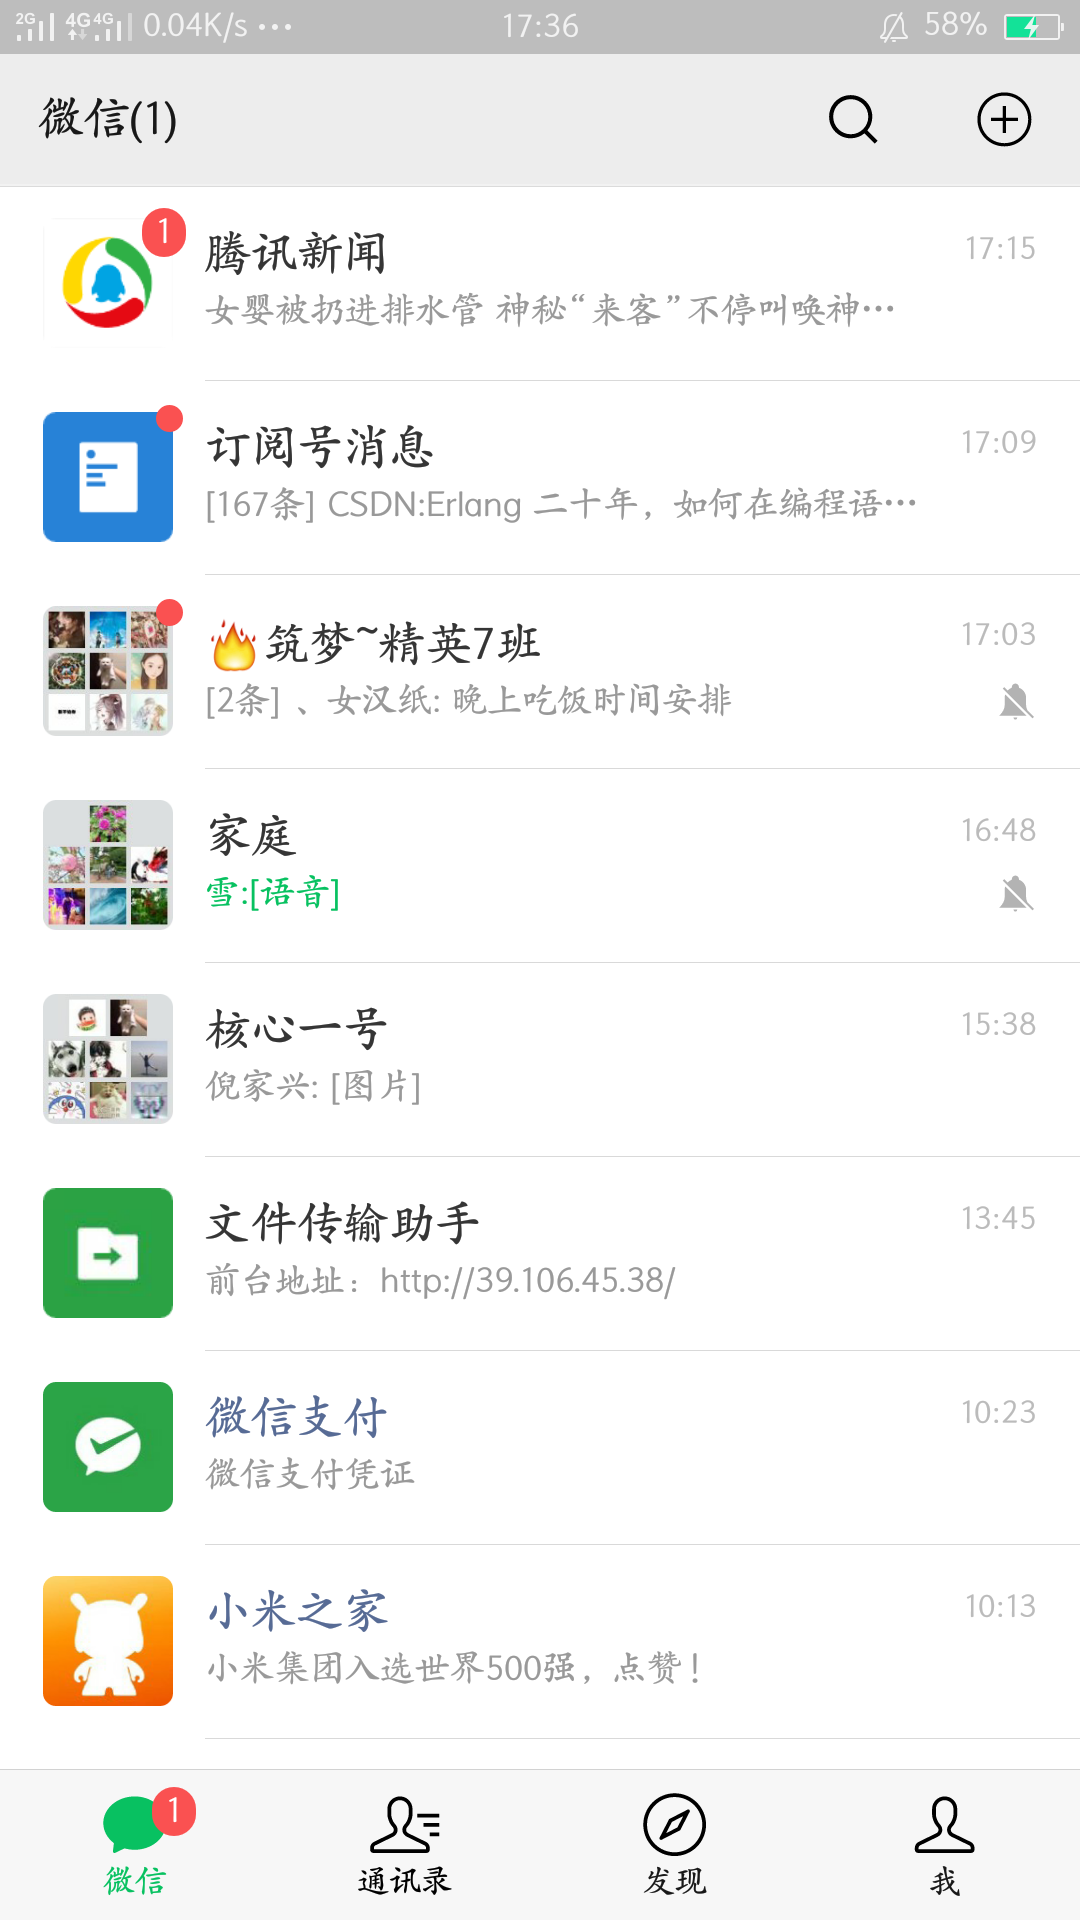 2G 4G 4G 0.04K/s ··· 17:36 58%
微信(1)
1
腾讯新闻 17:15
女婴被扔进排水管 神秘“来客”不停叫唤神…
订阅号消息 17:09
[167条] CSDN:Erlang 二十年，如何在编程语…
🔥筑梦~精英7班 17:03
[2条] 、女汉纸: 晚上吃饭时间安排
家庭 16:48
雪:[语音]
核心一号 15:38
倪家兴: [图片]
文件传输助手 13:45
前台地址：http://39.106.45.38/
微信支付 10:23
微信支付凭证
小米之家 10:13
小米集团入选世界500强，点赞！
1
微信 通讯录 发现 我